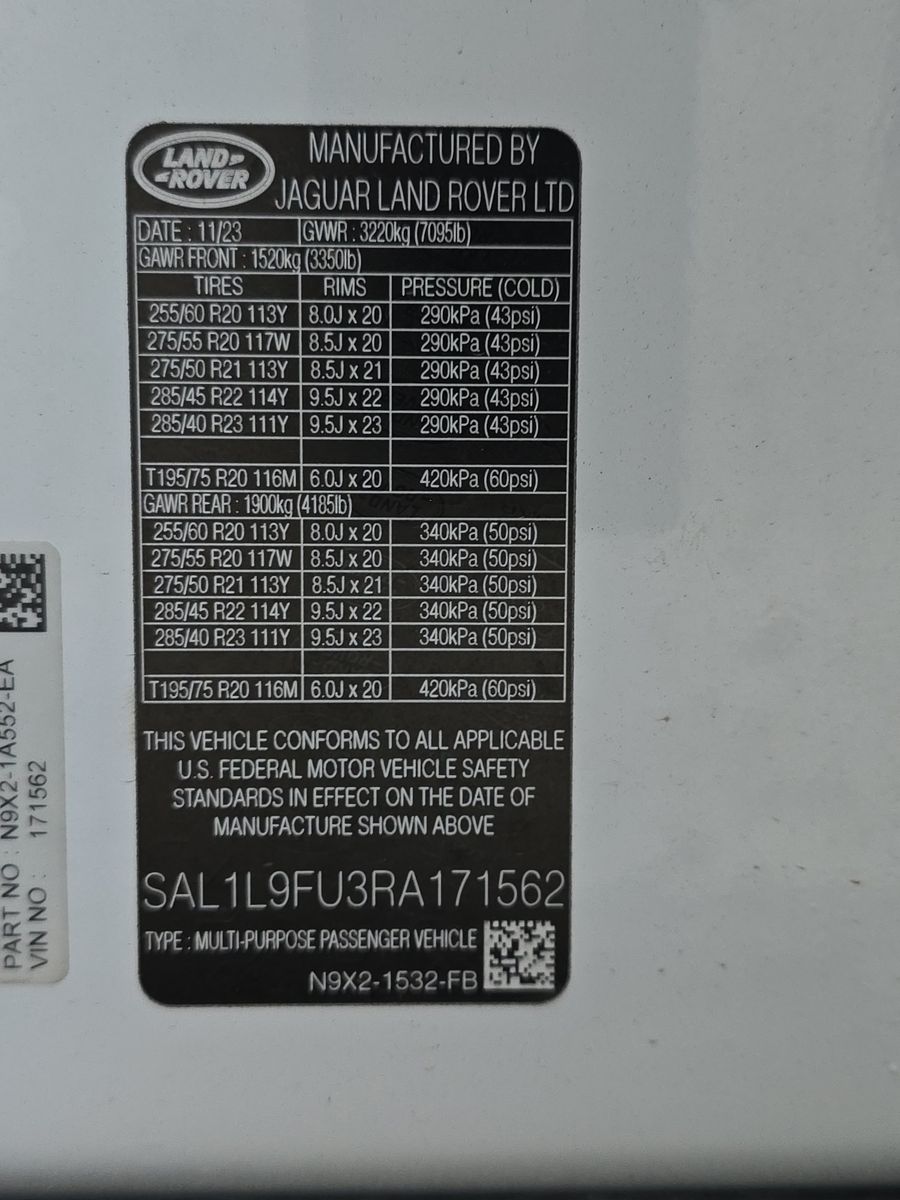 LAND
ROVER
MANUFACTURED BY
JAGUAR LAND ROVER LTD
DATE : 11/23 GVWR : 3220kg (7095lb)
GAWR FRONT : 1520kg (3350lb)
TIRES RIMS PRESSURE (COLD)
255/60 R20 113Y 8.0J x 20 290kPa (43psi)
275/55 R20 117W 8.5J x 20 290kPa (43psi)
275/50 R21 113Y 8.5J x 21 290kPa (43psi)
285/45 R22 114Y 9.5J x 22 290kPa (43psi)
285/40 R23 111Y 9.5J x 23 290kPa (43psi)
T195/75 R20 116M 6.0J x 20 420kPa (60psi)
GAWR REAR : 1900kg (4185lb)
255/60 R20 113Y 8.0J x 20 340kPa (50psi)
275/55 R20 117W 8.5J x 20 340kPa (50psi)
275/50 R21 113Y 8.5J x 21 340kPa (50psi)
285/45 R22 114Y 9.5J x 22 340kPa (50psi)
285/40 R23 111Y 9.5J x 23 340kPa (50psi)
T195/75 R20 116M 6.0J x 20 420kPa (60psi)
THIS VEHICLE CONFORMS TO ALL APPLICABLE
U.S. FEDERAL MOTOR VEHICLE SAFETY
STANDARDS IN EFFECT ON THE DATE OF
MANUFACTURE SHOWN ABOVE
SAL1L9FU3RA171562
TYPE : MULTI-PURPOSE PASSENGER VEHICLE
N9X2-1532-FB
PART NO : N9X2-1A552-EA
VIN NO : 171562